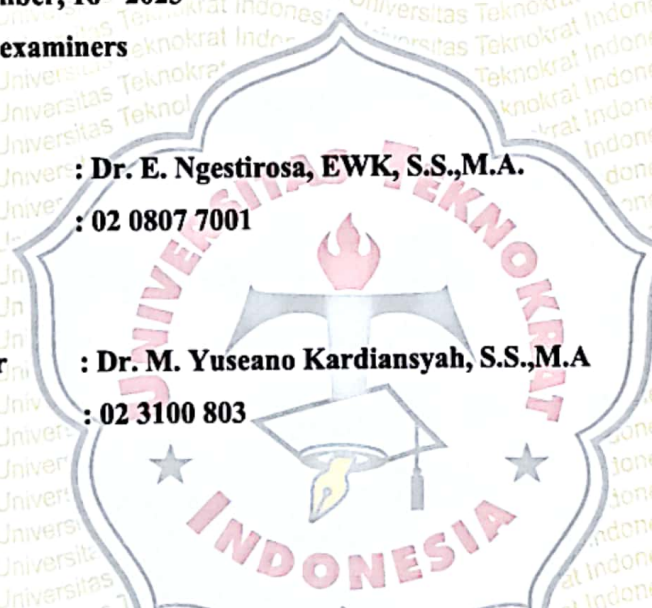 examiners
: Dr. E. Ngestirosa, EWK, S.S.,M.A.
: 02 0807 7001
: Dr. M. Yuseano Kardiansyah, S.S.,M.A
: 02 3100 803
UNIVERSITAS TEKNOKRAT
INDONESIA